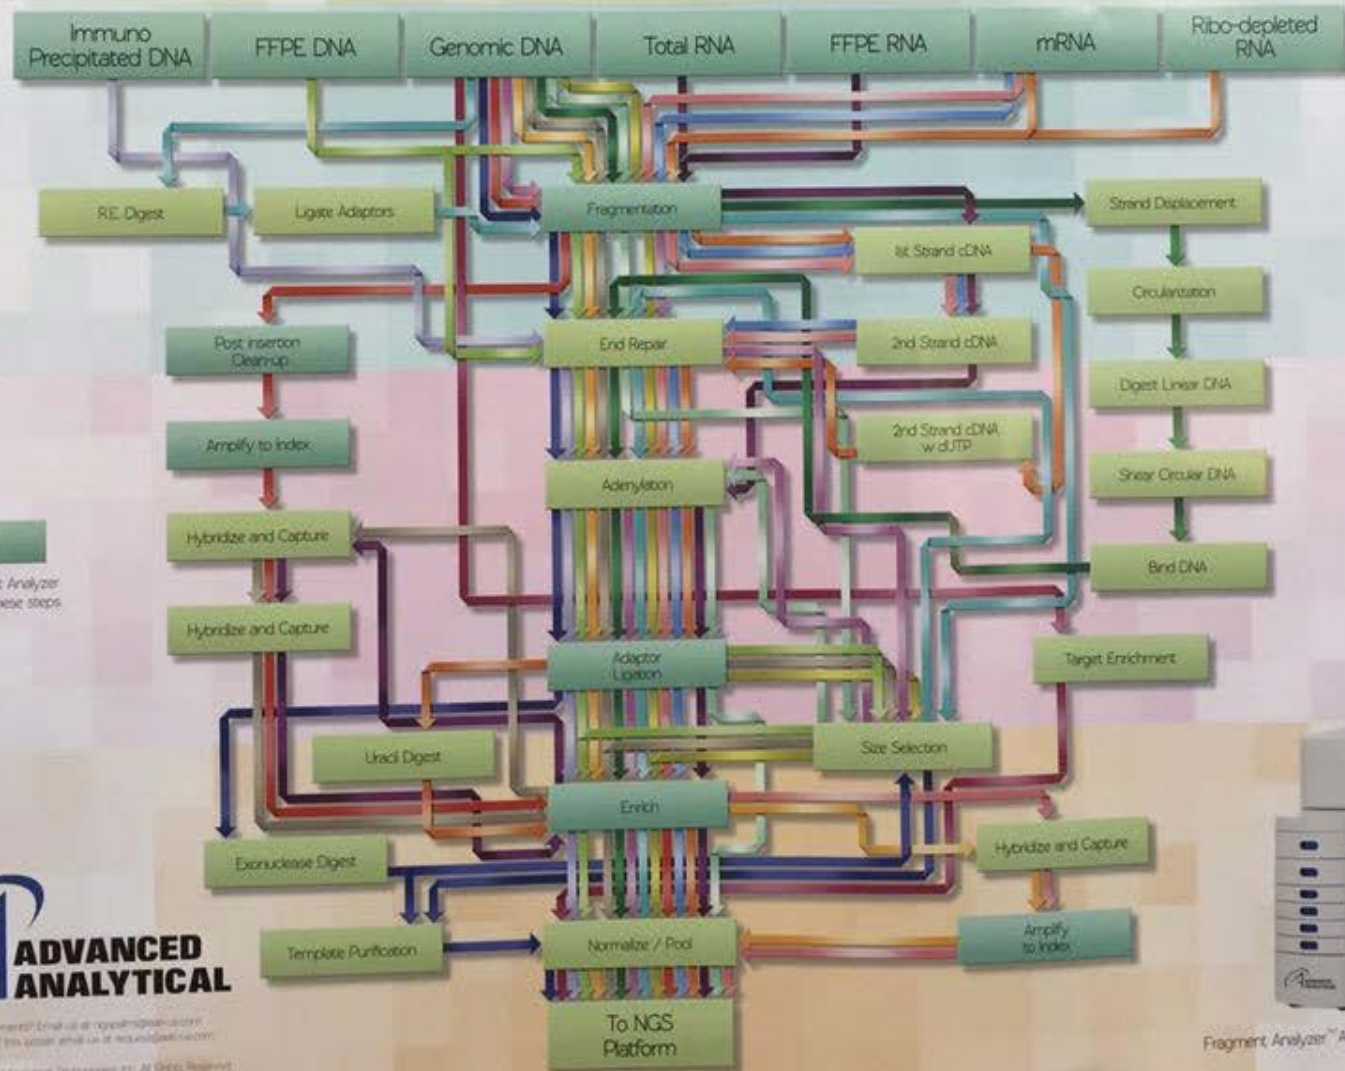 Immuno
Precipitated DNA
FFPE DNA
Genomic DNA
Total RNA
FFPE RNA
mRNA
Ribo-depleted
RNA
R.E. Digest
Ligate Adaptors
Fragmentation
Strand Displacement
1st Strand cDNA
Circularization
Post insertion
Clean-up
End Repair
2nd Strand cDNA
Digest Linear DNA
Amplify to Index
2nd Strand cDNA
w dUTP
Adenylation
Shear Circular DNA
Hybridize and Capture
Bind DNA
t Analyzer
hese steps.
Hybridize and Capture
Adaptor
Ligation
Target Enrichment
Uracil Digest
Size Selection
Enrich
Exonuclease Digest
Hybridize and Capture
ADVANCED
ANALYTICAL
Template Purification
Normalize / Pool
Amplify
to Index
To NGS
Platform
Fragment Analyzer™ A